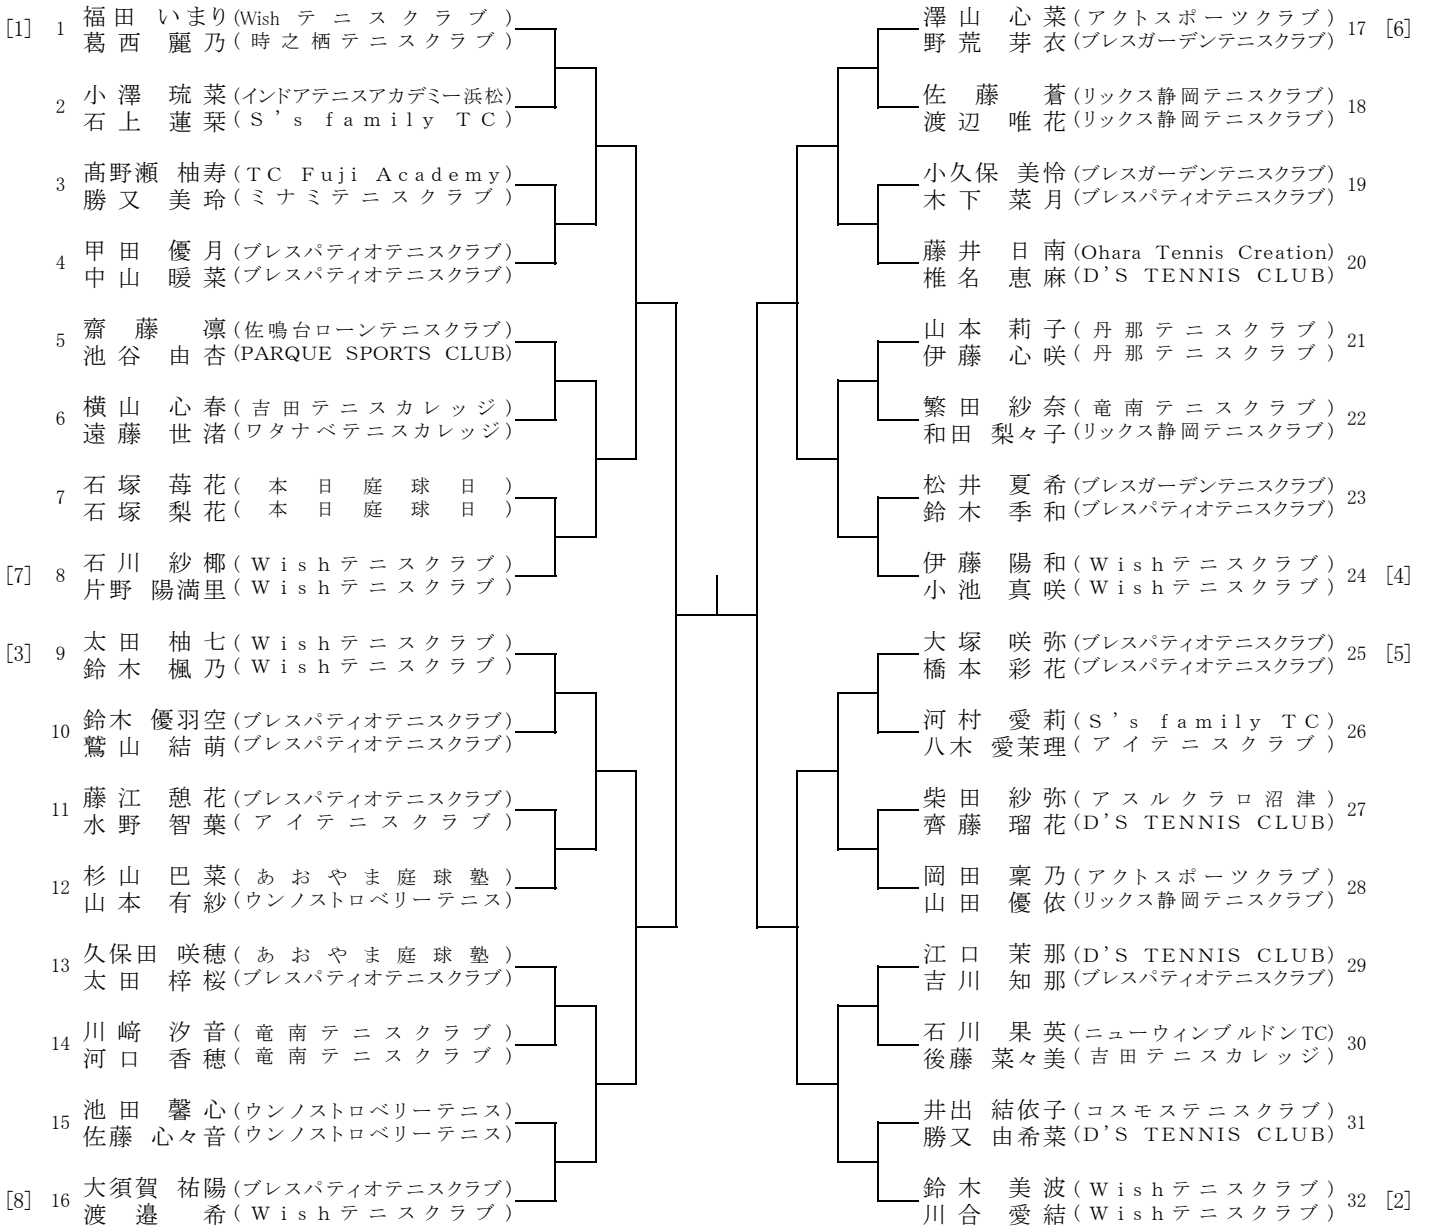 [1] 1 福田 いまり(Wish テニスクラブ)
葛西 麗乃(時之栖テニスクラブ)
2 小澤 琉菜(インドアテニスアカデミー浜松)
石上 蓮栞(S's family TC)
3 髙野瀬 柚寿(TC Fuji Academy)
勝又 美玲(ミナミテニスクラブ)
4 甲田 優月(ブレスパティオテニスクラブ)
中山 暖菜(ブレスパティオテニスクラブ)
5 齋藤 凛(佐鳴台ローンテニスクラブ)
池谷 由杏(PARQUE SPORTS CLUB)
6 横山 心春(吉田テニスカレッジ)
遠藤 世渚(ワタナベテニスカレッジ)
7 石塚 苺花(本日庭球日)
石塚 梨花(本日庭球日)
[7] 8 石川 紗椰(Wishテニスクラブ)
片野 陽満里(Wishテニスクラブ)
[3] 9 太田 柚七(Wishテニスクラブ)
鈴木 楓乃(Wishテニスクラブ)
10 鈴木 優羽空(ブレスパティオテニスクラブ)
鷲山 結萌(ブレスパティオテニスクラブ)
11 藤江 憩花(ブレスパティオテニスクラブ)
水野 智葉(アイテニスクラブ)
12 杉山 巴菜(あおやま庭球塾)
山本 有紗(ウンノストロベリーテニス)
13 久保田 咲穂(あおやま庭球塾)
太田 梓桜(ブレスパティオテニスクラブ)
14 川﨑 汐音(竜南テニスクラブ)
河口 香穂(竜南テニスクラブ)
15 池田 馨心(ウンノストロベリーテニス)
佐藤 心々音(ウンノストロベリーテニス)
[8] 16 大須賀 祐陽(ブレスパティオテニスクラブ)
渡邉 希(Wishテニスクラブ)
澤山 心菜(アクトスポーツクラブ) 17 [6]
野荒 芽衣(ブレスガーデンテニスクラブ)
佐藤 蒼(リックス静岡テニスクラブ) 18
渡辺 唯花(リックス静岡テニスクラブ)
小久保 美怜(ブレスガーデンテニスクラブ) 19
木下 菜月(ブレスパティオテニスクラブ)
藤井 日南(Ohara Tennis Creation) 20
椎名 恵麻(D'S TENNIS CLUB)
山本 莉子(丹那テニスクラブ) 21
伊藤 心咲(丹那テニスクラブ)
繁田 紗奈(竜南テニスクラブ) 22
和田 梨々子(リックス静岡テニスクラブ)
松井 夏希(ブレスガーデンテニスクラブ) 23
鈴木 季和(ブレスパティオテニスクラブ)
伊藤 陽和(Wishテニスクラブ) 24 [4]
小池 真咲(Wishテニスクラブ)
大塚 咲弥(ブレスパティオテニスクラブ) 25 [5]
橋本 彩花(ブレスパティオテニスクラブ)
河村 愛莉(S's family TC) 26
八木 愛茉理(アイテニスクラブ)
柴田 紗弥(アスルクラロ沼津) 27
齊藤 瑠花(D'S TENNIS CLUB)
岡田 稟乃(アクトスポーツクラブ) 28
山田 優依(リックス静岡テニスクラブ)
江口 茉那(D'S TENNIS CLUB) 29
吉川 知那(ブレスパティオテニスクラブ)
石川 果英(ニューウィンブルドンTC) 30
後藤 菜々美(吉田テニスカレッジ)
井出 結依子(コスモステニスクラブ) 31
勝又 由希菜(D'S TENNIS CLUB)
鈴木 美波(Wishテニスクラブ) 32 [2]
川合 愛結(Wishテニスクラブ)